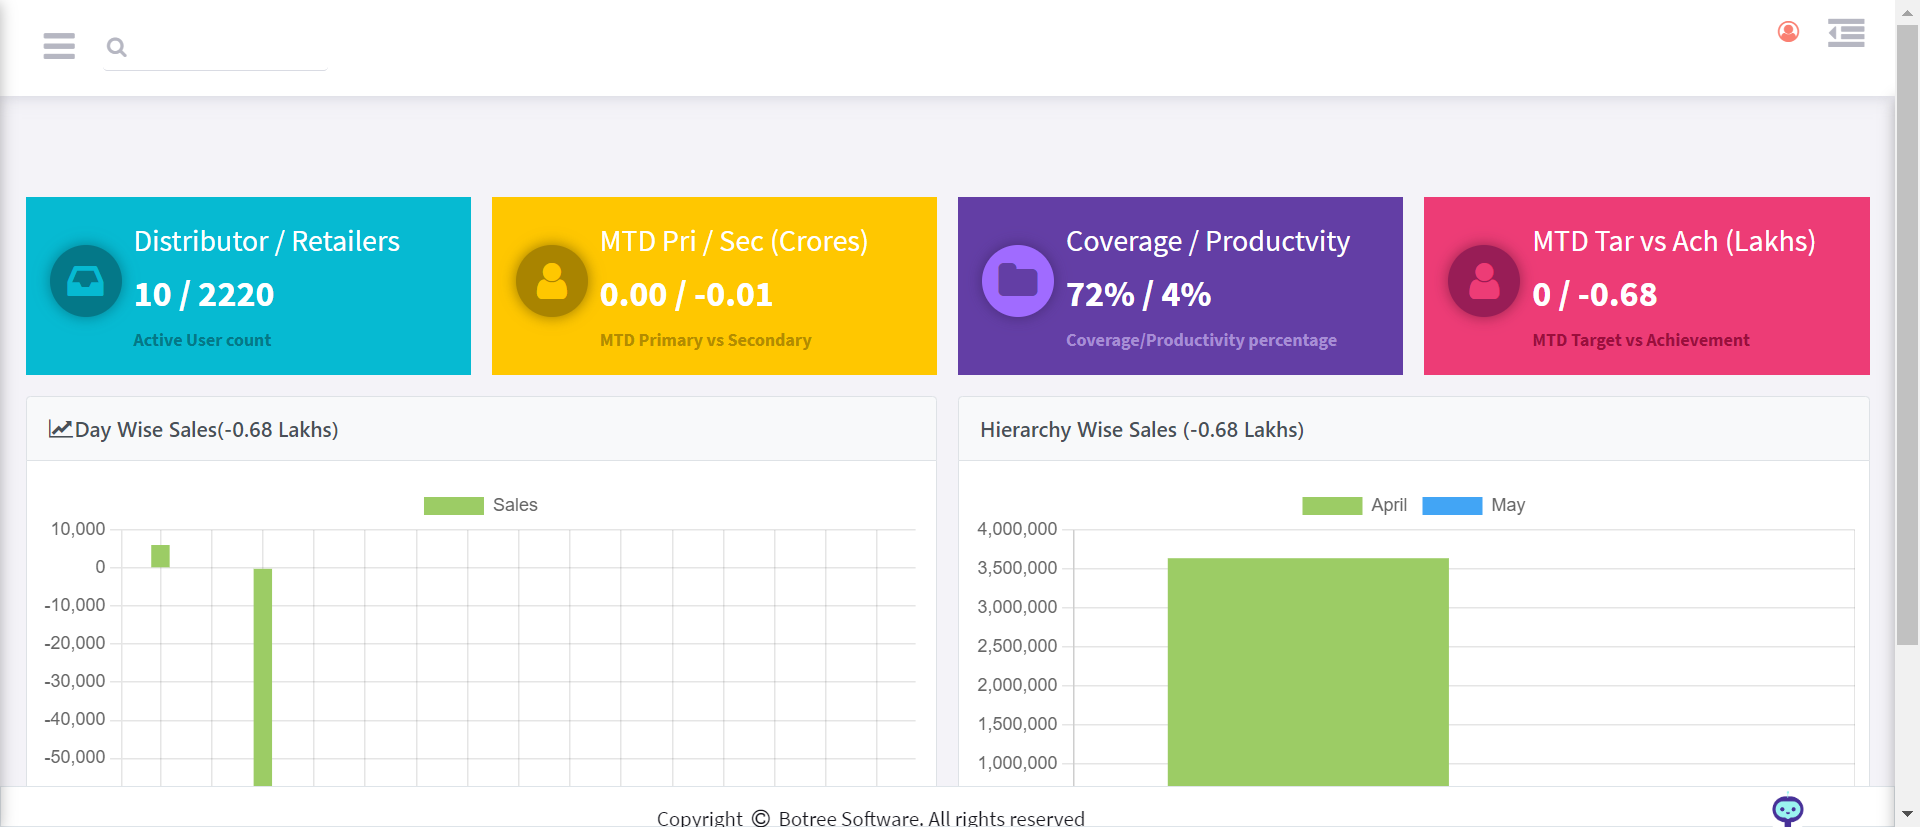 Distributor / Retailers
10 / 2220
Active User count
MTD Pri / Sec (Crores)
0.00 / -0.01
MTD Primary vs Secondary
Coverage / Productvity
72% / 4%
Coverage/Productivity percentage
MTD Tar vs Ach (Lakhs)
0 / -0.68
MTD Target vs Achievement
Day Wise Sales(-0.68 Lakhs)
Sales
10,000
0
-10,000
-20,000
-30,000
-40,000
-50,000
Hierarchy Wise Sales (-0.68 Lakhs)
April May
4,000,000
3,500,000
3,000,000
2,500,000
2,000,000
1,500,000
1,000,000
Copyright © Botree Software. All rights reserved